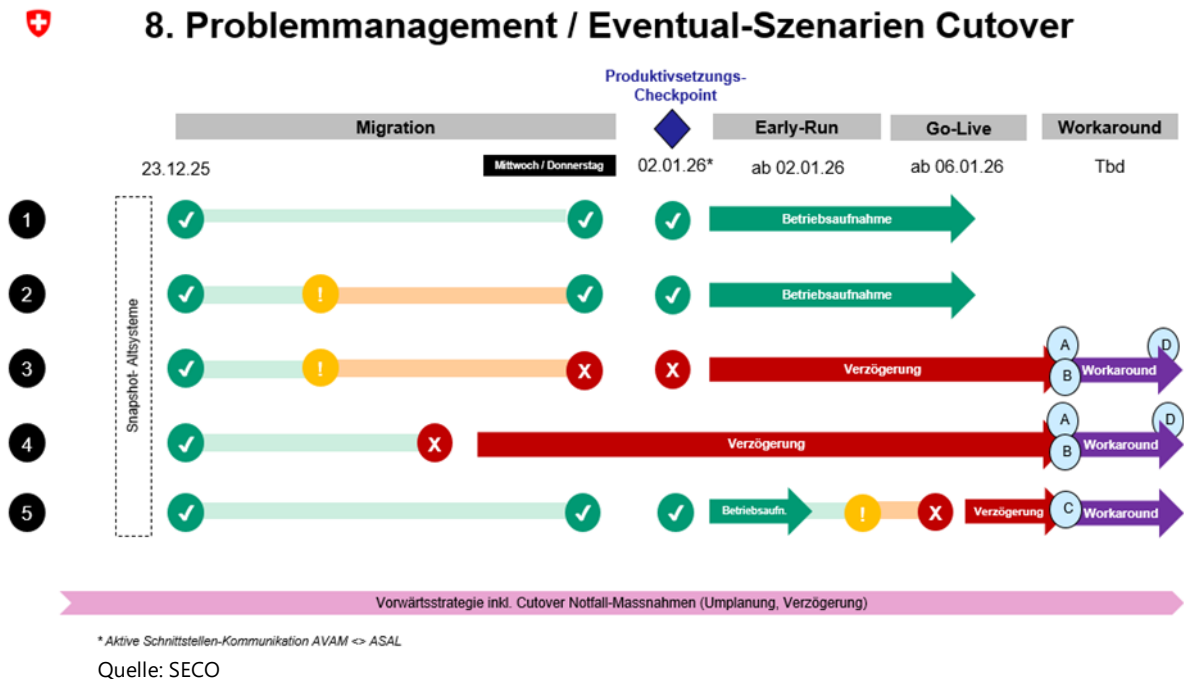 8. Problemmanagement / Eventual-Szenarien Cutover
Produktivsetzungs-
Checkpoint
Migration
Early-Run
Go-Live
Workaround
23.12.25
Mittwoch / Donnerstag
02.01.26*
ab 02.01.26
ab 06.01.26
Tbd
Snapshot- Altsysteme
1
Betriebsaufnahme
2
!
Betriebsaufnahme
3
!
X
X
Verzögerung
A
B
D
Workaround
4
X
Verzögerung
A
B
D
Workaround
5
Betriebsaufn.
!
X
Verzögerung
C
Workaround
Vorwärtsstrategie inkl. Cutover Notfall-Massnahmen (Umplanung, Verzögerung)
* Aktive Schnittstellen-Kommunikation AVAM <> ASAL
Quelle: SECO